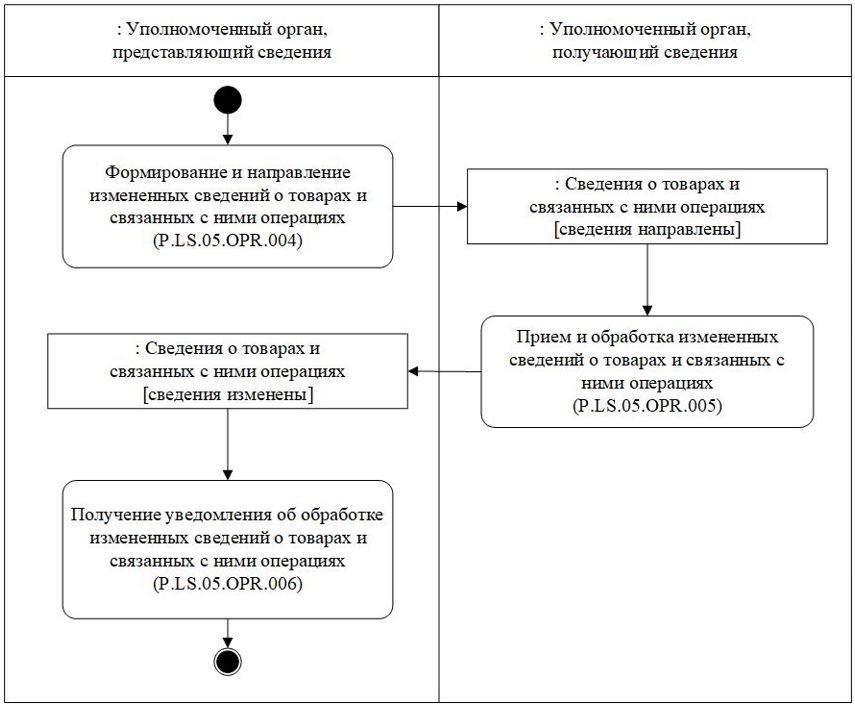 : Уполномоченный орган,
представляющий сведения
: Уполномоченный орган,
получающий сведения
Формирование и направление
измененных сведений о товарах и
связанных с ними операциях
(P.LS.05.OPR.004)
: Сведения о товарах и
связанных с ними операциях
[сведения направлены]
Прием и обработка измененных
сведений о товарах и связанных с
ними операциях
(P.LS.05.OPR.005)
: Сведения о товарах и
связанных с ними операциях
[сведения изменены]
Получение уведомления об обработке
измененных сведений о товарах и
связанных с ними операциях
(P.LS.05.OPR.006)